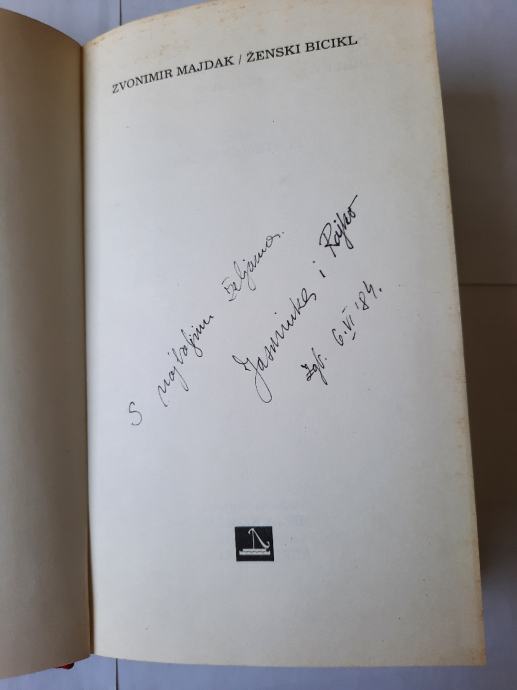 ZVONIMIR MAJDAK / ŽENSKI BICIKL
S najboljim željama.
Jasminka i Rajko
Zgb. 6. VI '84.